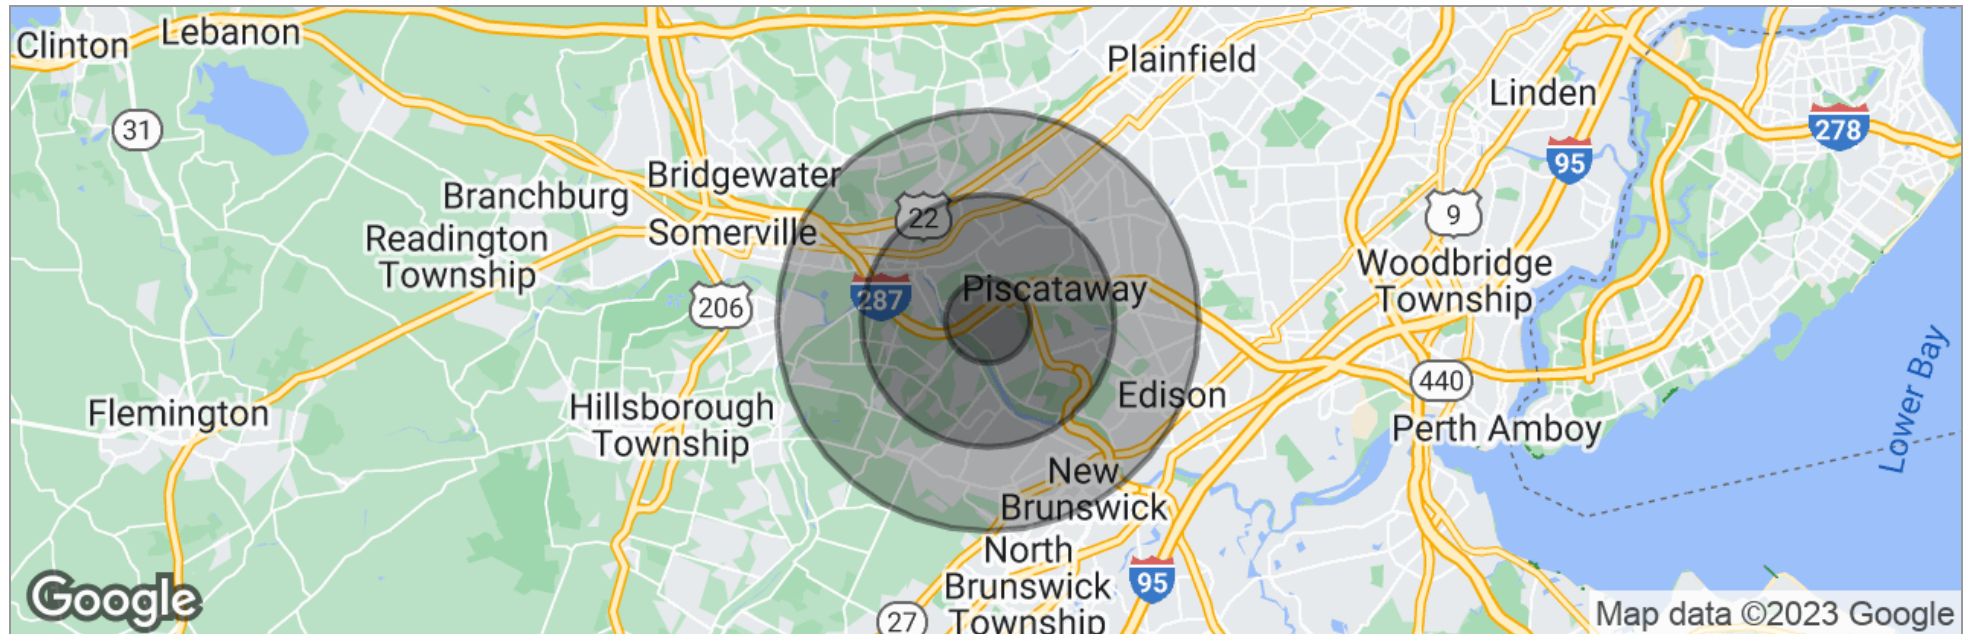 Clinton
Lebanon
Plainfield
Linden
31
278
95
Bridgewater
Branchburg
22
9
Somerville
Readington
Township
Woodbridge
Township
287
Piscataway
206
440
Edison
Flemington
Hillsborough
Township
Perth Amboy
Lower Bay
New
Brunswick
North
Brunswick
Township
95
27
Google
Map data ©2023 Google